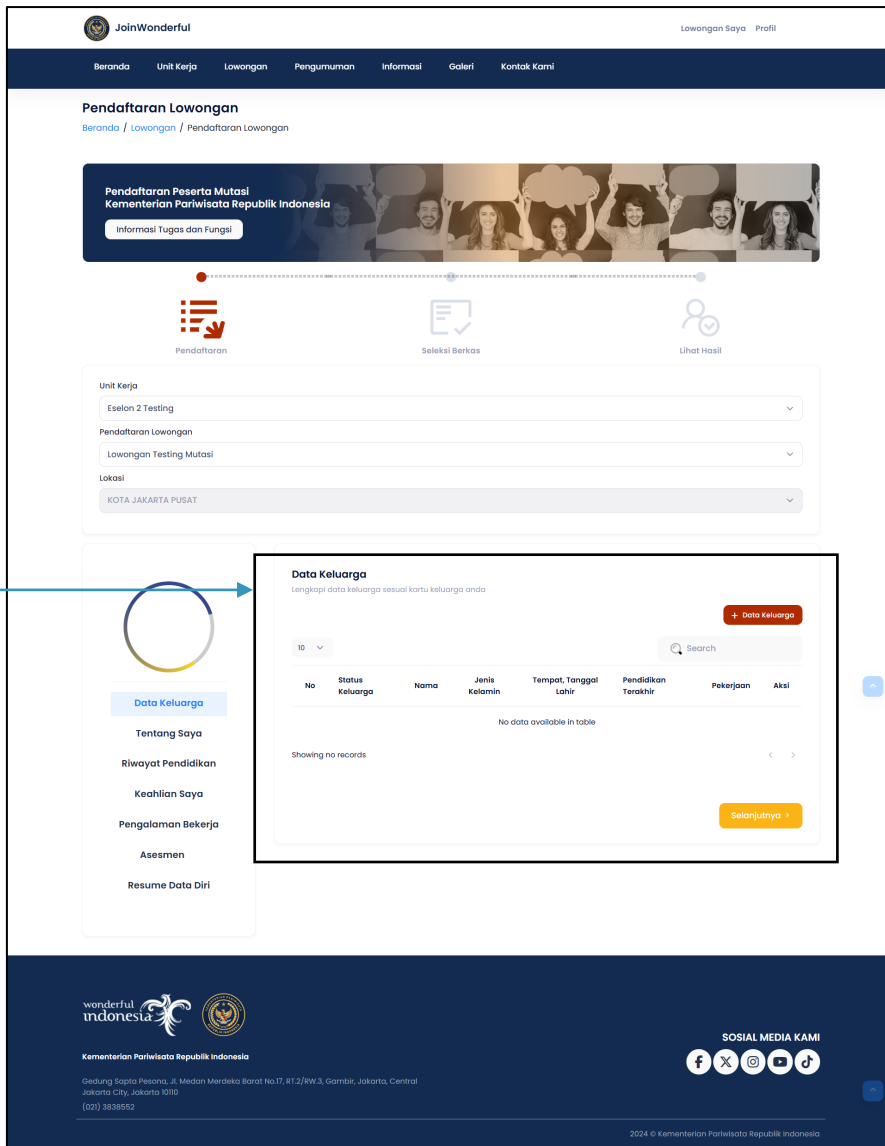 JoinWonderful
Lowongan Saya Profil
Beranda Unit Kerja Lowongan Pengumuman Informasi Galeri Kontak Kami
Pendaftaran Lowongan
Beranda / Lowongan / Pendaftaran Lowongan
Pendaftaran Peserta Mutasi
Kementerian Pariwisata Republik Indonesia
Informasi Tugas dan Fungsi
Pendaftaran Seleksi Berkas Lihat Hasil
Unit Kerja
Eselon 2 Testing
Pendaftaran Lowongan
Lowongan Testing Mutasi
Lokasi
KOTA JAKARTA PUSAT
Data Keluarga
Tentang Saya
Riwayat Pendidikan
Keahlian Saya
Pengalaman Bekerja
Asesmen
Resume Data Diri
Data Keluarga
Lengkapi data keluarga sesuai kartu keluarga anda
+ Data Keluarga
10 Search
No Status Keluarga Nama Jenis Kelamin Tempat, Tanggal Lahir Pendidikan Terakhir Pekerjaan Aksi
No data available in table
Showing no records < >
Selanjutnya >
wonderful
indonesia
Kementerian Pariwisata Republik Indonesia
Gedung Sapta Pesona, Jl. Medan Merdeka Barat No.17, RT.2/RW.3, Gambir, Jakarta, Central
Jakarta City, Jakarta 10110
(021) 3838552
SOSIAL MEDIA KAMI
2024 © Kementerian Pariwisata Republik Indonesia